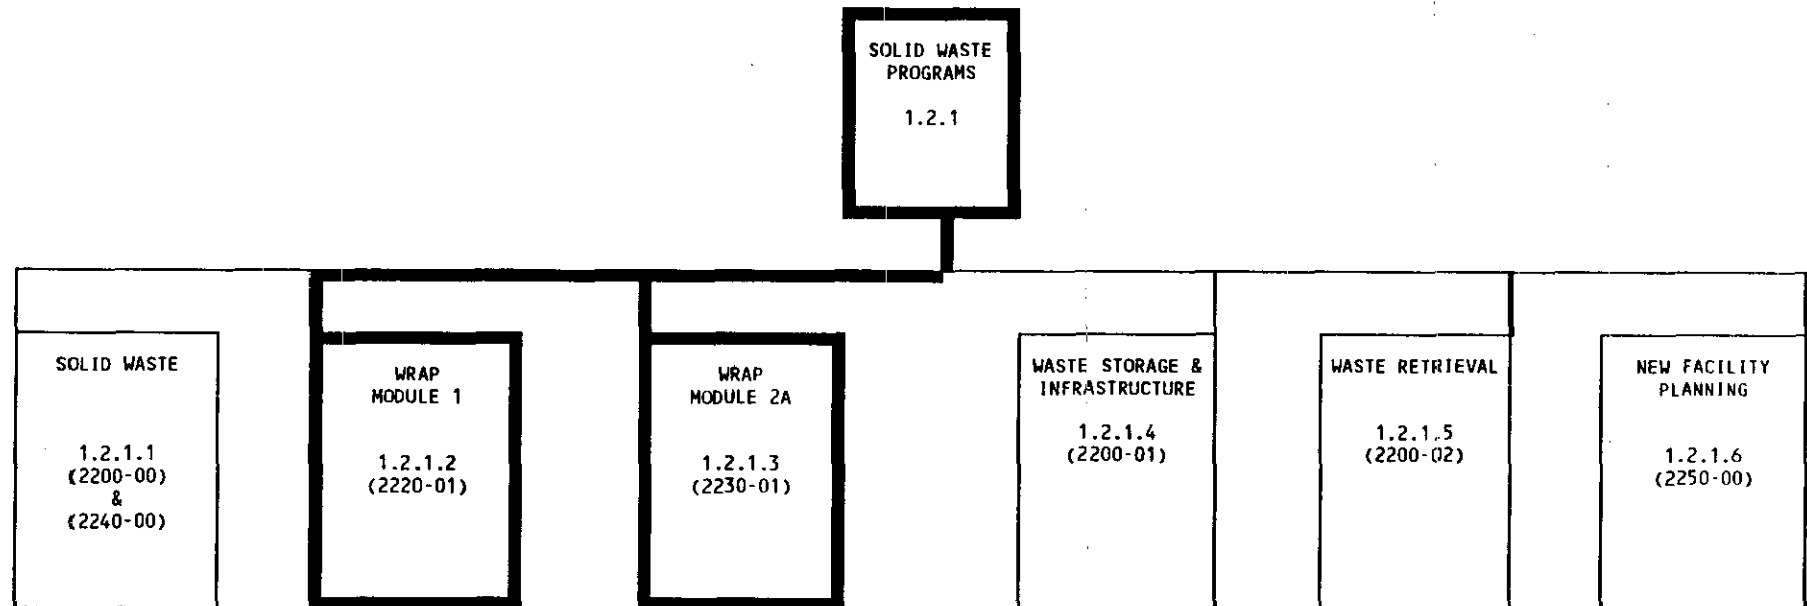 SOLID WASTE
PROGRAMS
1.2.1
SOLID WASTE
1.2.1.1
(2200-00)
&
(2240-00)
WRAP
MODULE 1
1.2.1.2
(2220-01)
WRAP
MODULE 2A
1.2.1.3
(2230-01)
WASTE STORAGE &
INFRASTRUCTURE
1.2.1.4
(2200-01)
WASTE RETRIEVAL
1.2.1.5
(2200-02)
NEW FACILITY
PLANNING
1.2.1.6
(2250-00)